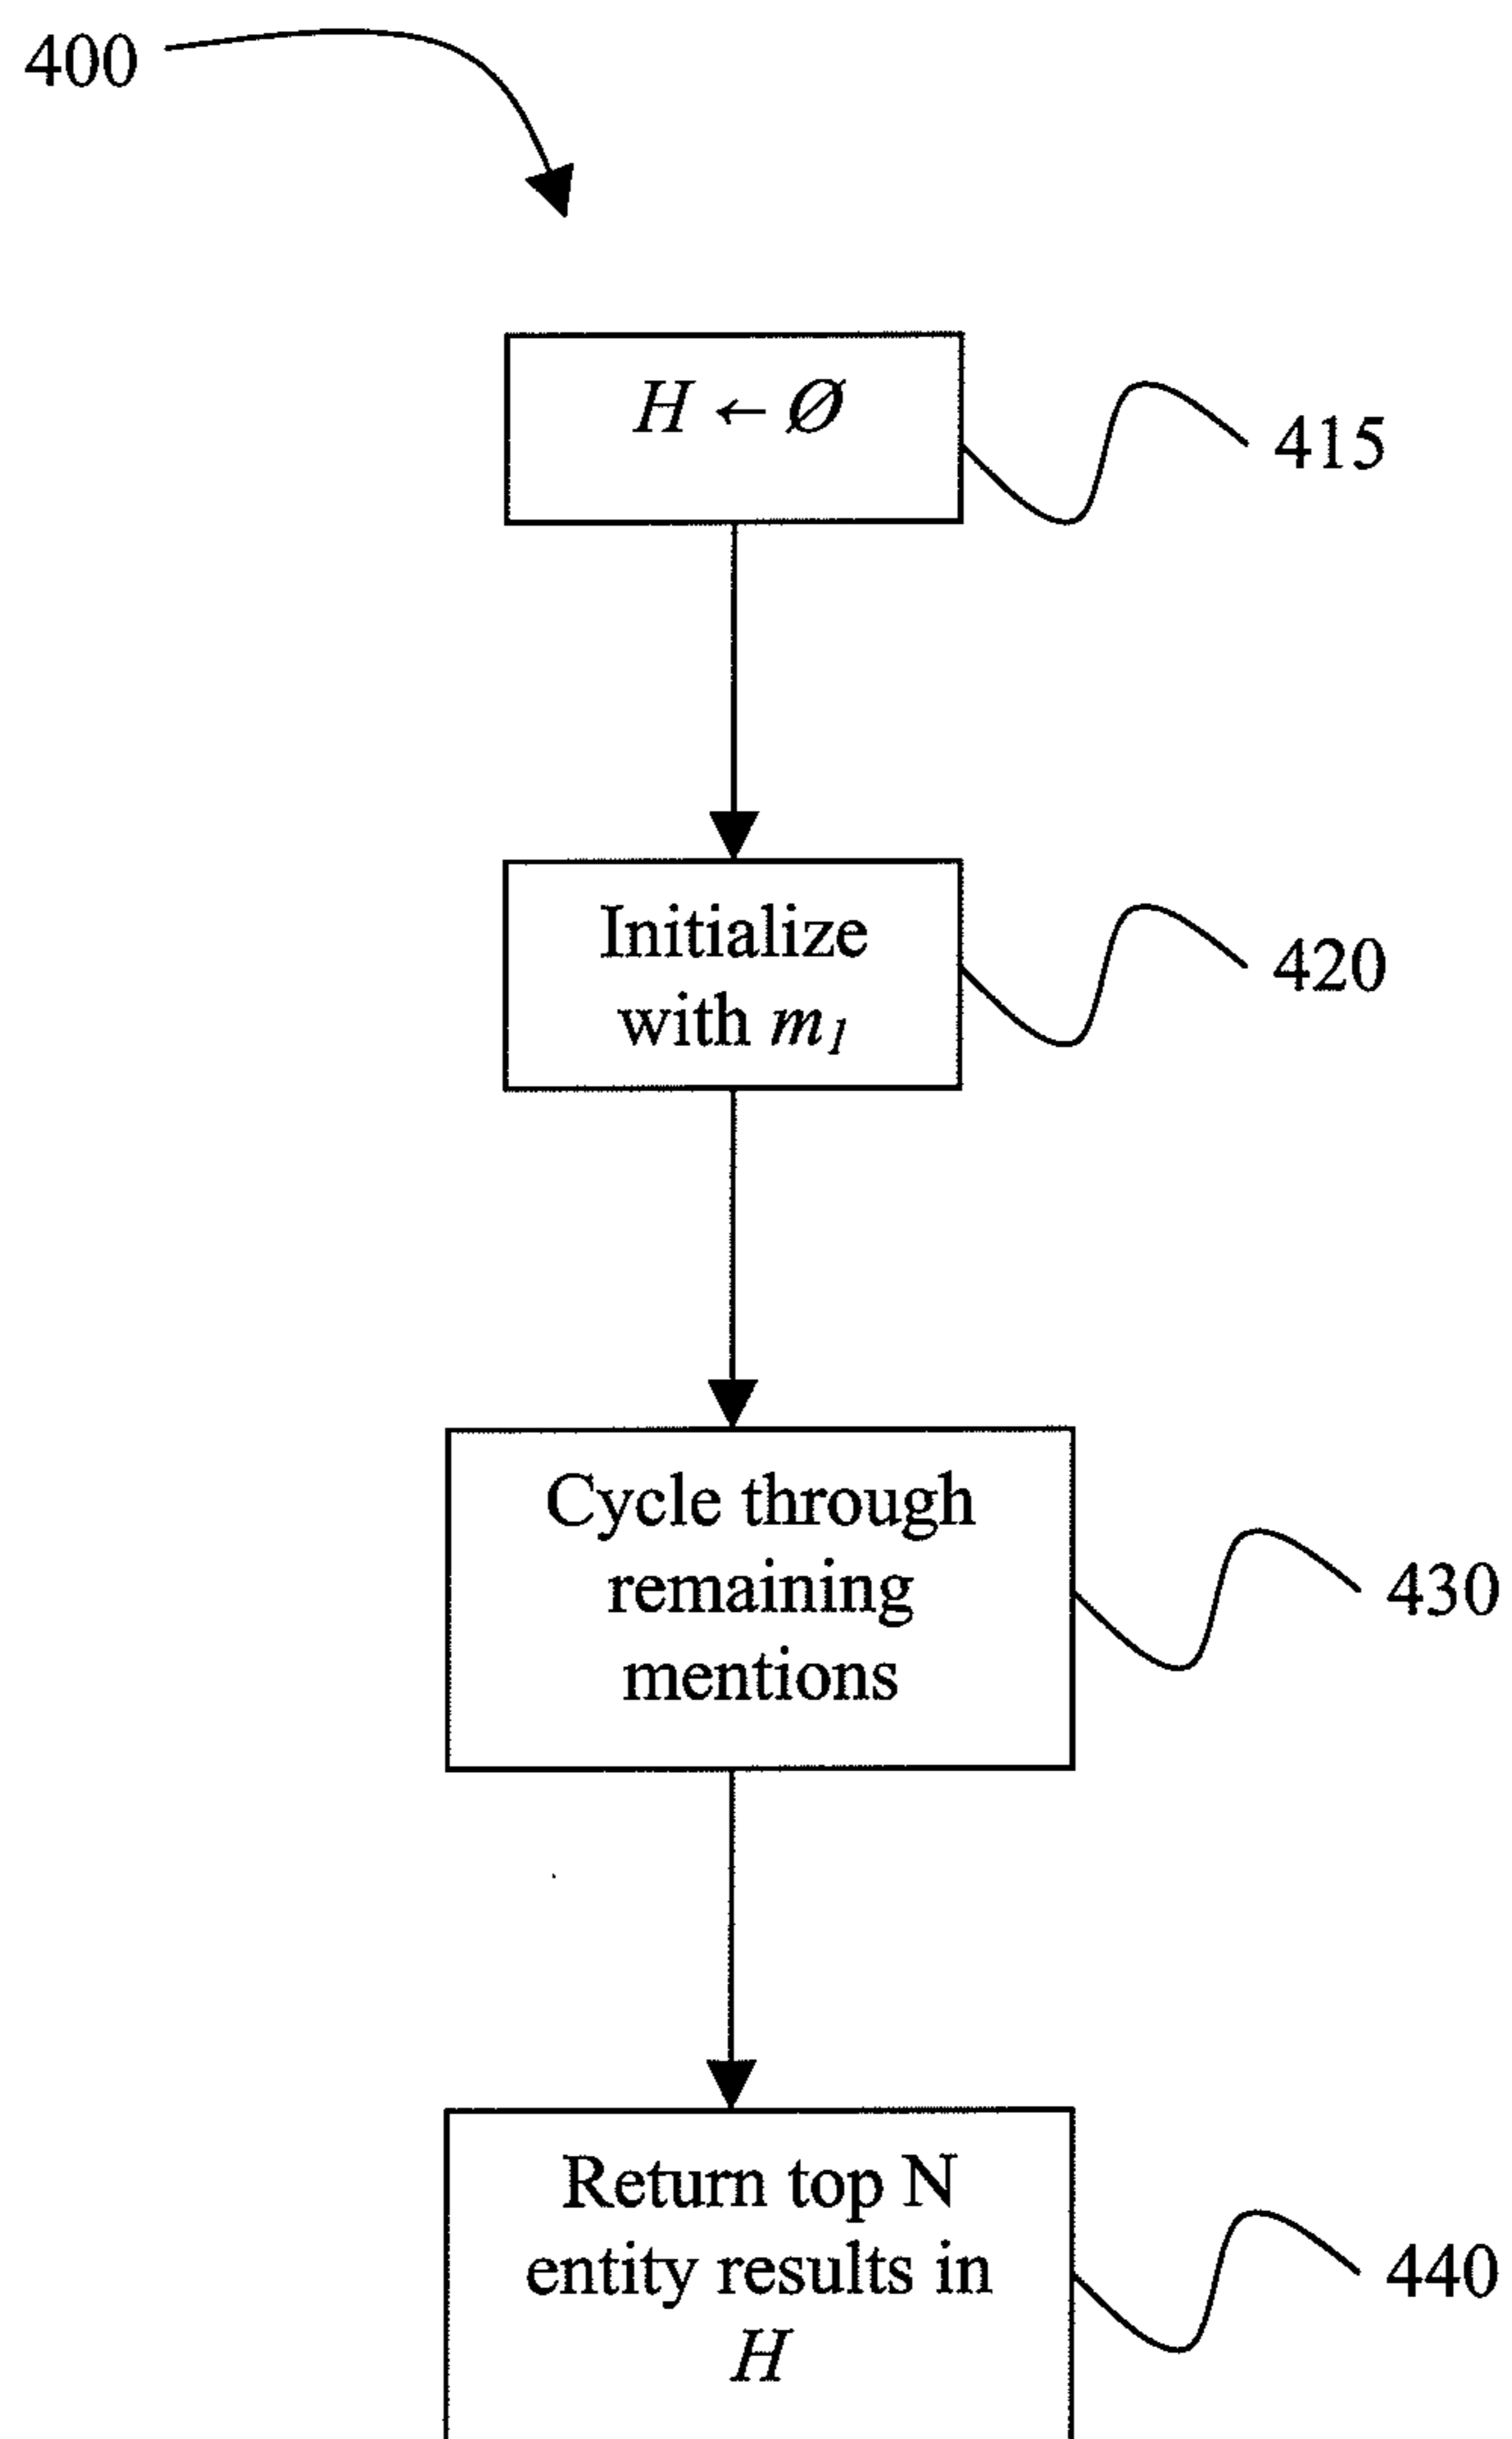 400
H ← Ø
415
Initialize
with m₁
420
Cycle through
remaining
mentions
430
Return top N
entity results in
H
440